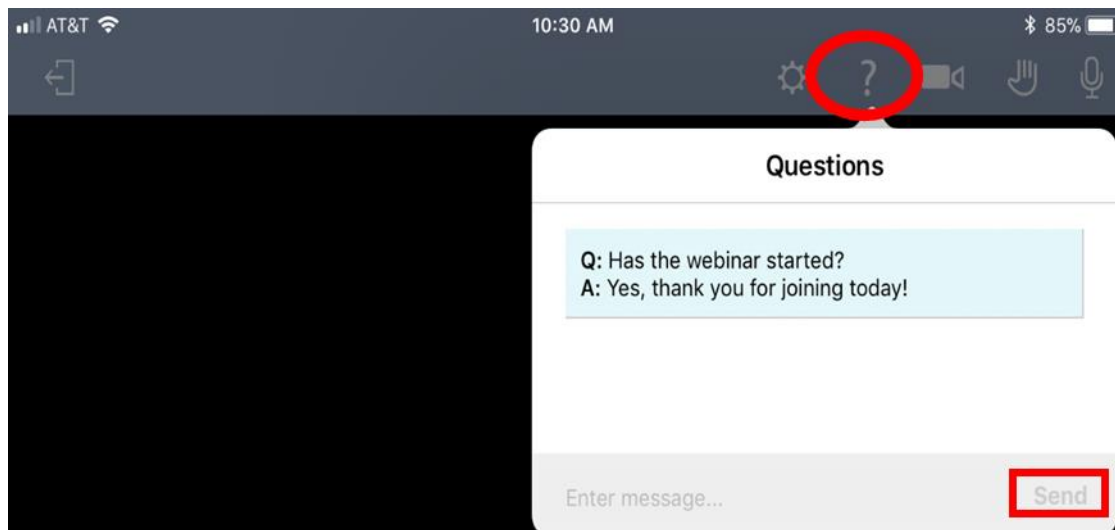 AT&T 10:30 AM 85%
?
Questions
Q: Has the webinar started?
A: Yes, thank you for joining today!
Enter message... Send